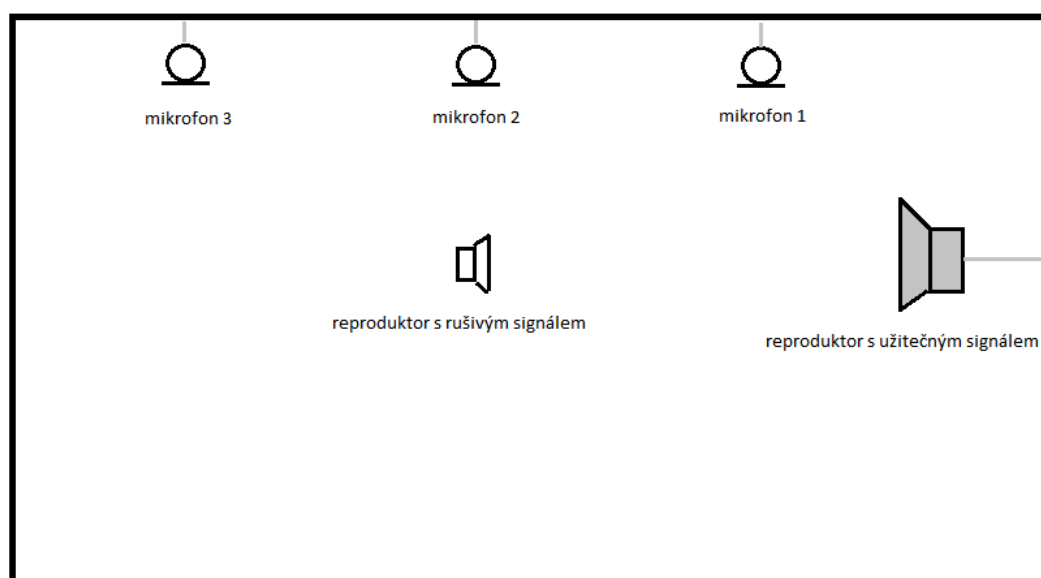 mikrofon 3
mikrofon 2
mikrofon 1
reproduktor s rušivým signálem
reproduktor s užitečným signálem